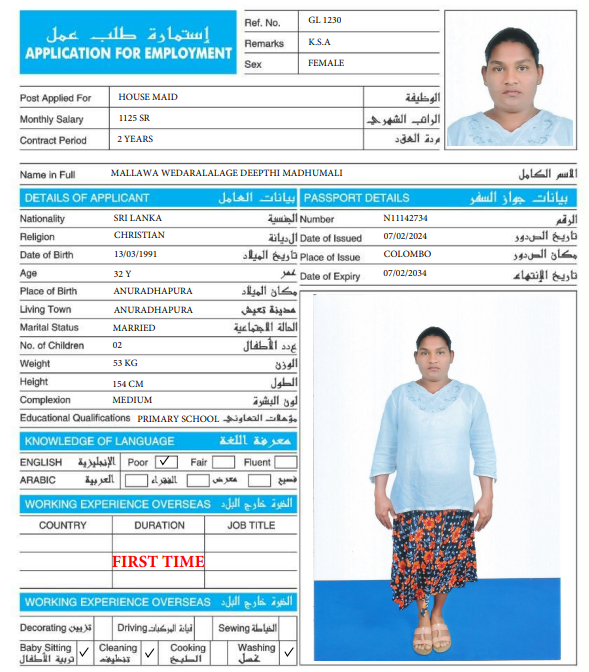 إستمارة طلب عمل
APPLICATION FOR EMPLOYMENT
Ref. No. GL 1230
Remarks K.S.A
Sex FEMALE
Post Applied For HOUSE MAID الوظيفة
Monthly Salary 1125 SR الراتب الشهري
Contract Period 2 YEARS مدة العقد
Name in Full MALLAWA WEDARALALAGE DEEPTHI MADHUMALI الاسم الكامل
DETAILS OF APPLICANT بيانات العامل
Nationality SRI LANKA الجنسية
Religion CHRISTIAN الديانة
Date of Birth 13/03/1991 تاريخ الميلاد
Age 32 Y عمر
Place of Birth ANURADHAPURA مكان الميلاد
Living Town ANURADHAPURA مدينة تعيش
Marital Status MARRIED الحالة الاجتماعية
No. of Children 02 عدد الأطفال
Weight 53 KG الوزن
Height 154 CM الطول
Complexion MEDIUM لون البشرة
Educational Qualifications PRIMARY SCHOOL
PASSPORT DETAILS بيانات جواز السفر
Number N11142734 الرقم
Date of Issued 07/02/2024 تاريخ الصدور
Place of Issue COLOMBO مكان الصدور
Date of Expiry 07/02/2034 تاريخ الإنتهاء
KNOWLEDGE OF LANGUAGE معرفة اللغة
ENGLISH الإنجليزية Poor ✓ Fair Fluent
ARABIC العربية
WORKING EXPERIENCE OVERSEAS الخبرة خارج البلد
COUNTRY DURATION JOB TITLE
FIRST TIME
WORKING EXPERIENCE OVERSEAS الخبرة خارج البلد
Decorating تزيين Driving Sewing الخياطة
Baby Sitting تربية الأطفال ✓ Cleaning تنظيف ✓ Cooking الطبخ Washing غسل ✓